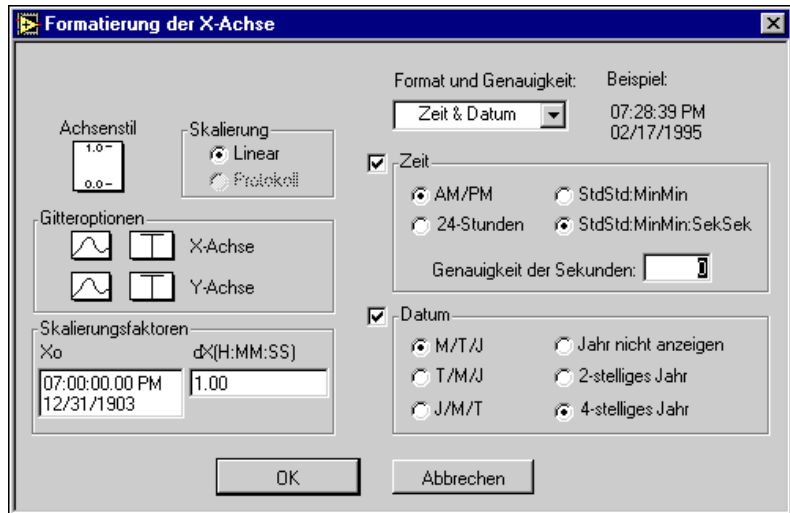 Formatierung der X-Achse
Format und Genauigkeit:
Beispiel:
Zeit & Datum
07:28:39 PM
02/17/1995
Achsenstil
1.0
0.0
Skalierung
Linear
Protokoll
Zeit
AM/PM
StdStd:MinMin
24-Stunden
StdStd:MinMin:SekSek
Genauigkeit der Sekunden:
0
Gitteroptionen
X-Achse
Y-Achse
Skalierungsfaktoren
Xo
dX(H:MM:SS)
07:00:00.00 PM
12/31/1903
1.00
Datum
M/T/J
Jahr nicht anzeigen
T/M/J
2-stelliges Jahr
J/M/T
4-stelliges Jahr
OK
Abbrechen